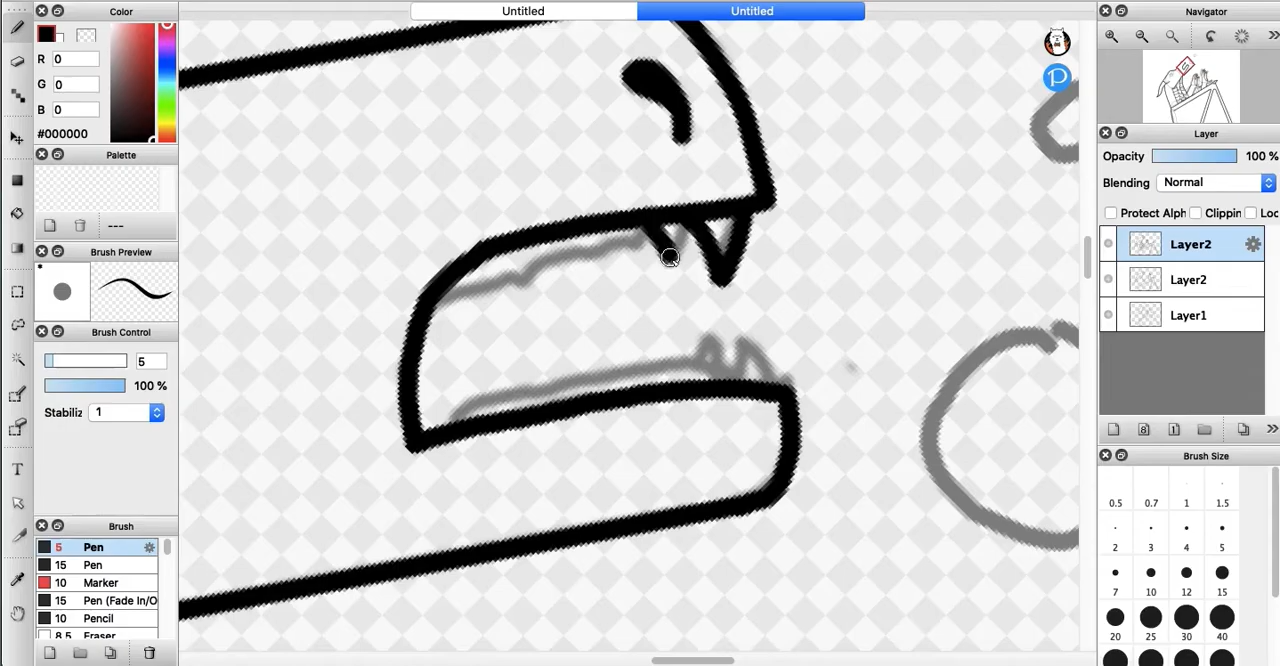 Color
Untitled
Untitled
Navigator
R 0
G 0
B 0
#000000
Palette
---
Brush Preview
Brush Control
5
100 %
Stabiliz 1
Brush
5 Pen
15 Pen
10 Marker
15 Pen (Fade In/O
10 Pencil
8.5 Eraser
T
Layer
Opacity 100 %
Blending Normal
Protect Alph Clippin Loc
Layer2
Layer2
Layer1
8 1
Brush Size
0.5 0.7 1 1.5
2 3 4 5
7 10 12 15
20 25 30 40